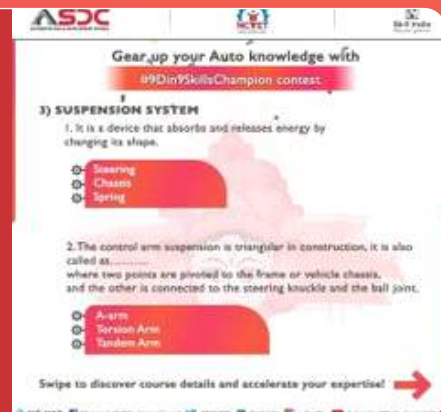 ASDC
NCVET
Skill India
Gear up your Auto knowledge with
#9Din9SkillsChampion contest
3) SUSPENSION SYSTEM
1. It is a device that absorbs and releases energy by
changing its shape.
Steering
Chassis
Spring
2. The control arm suspension is triangular in construction, it is also
called as...........
where two points are pivoted to the frame or vehicle chassis,
and the other is connected to the steering knuckle and the ball joint.
A-arm
Torsion Arm
Tandem Arm
Swipe to discover course details and accelerate your expertise!